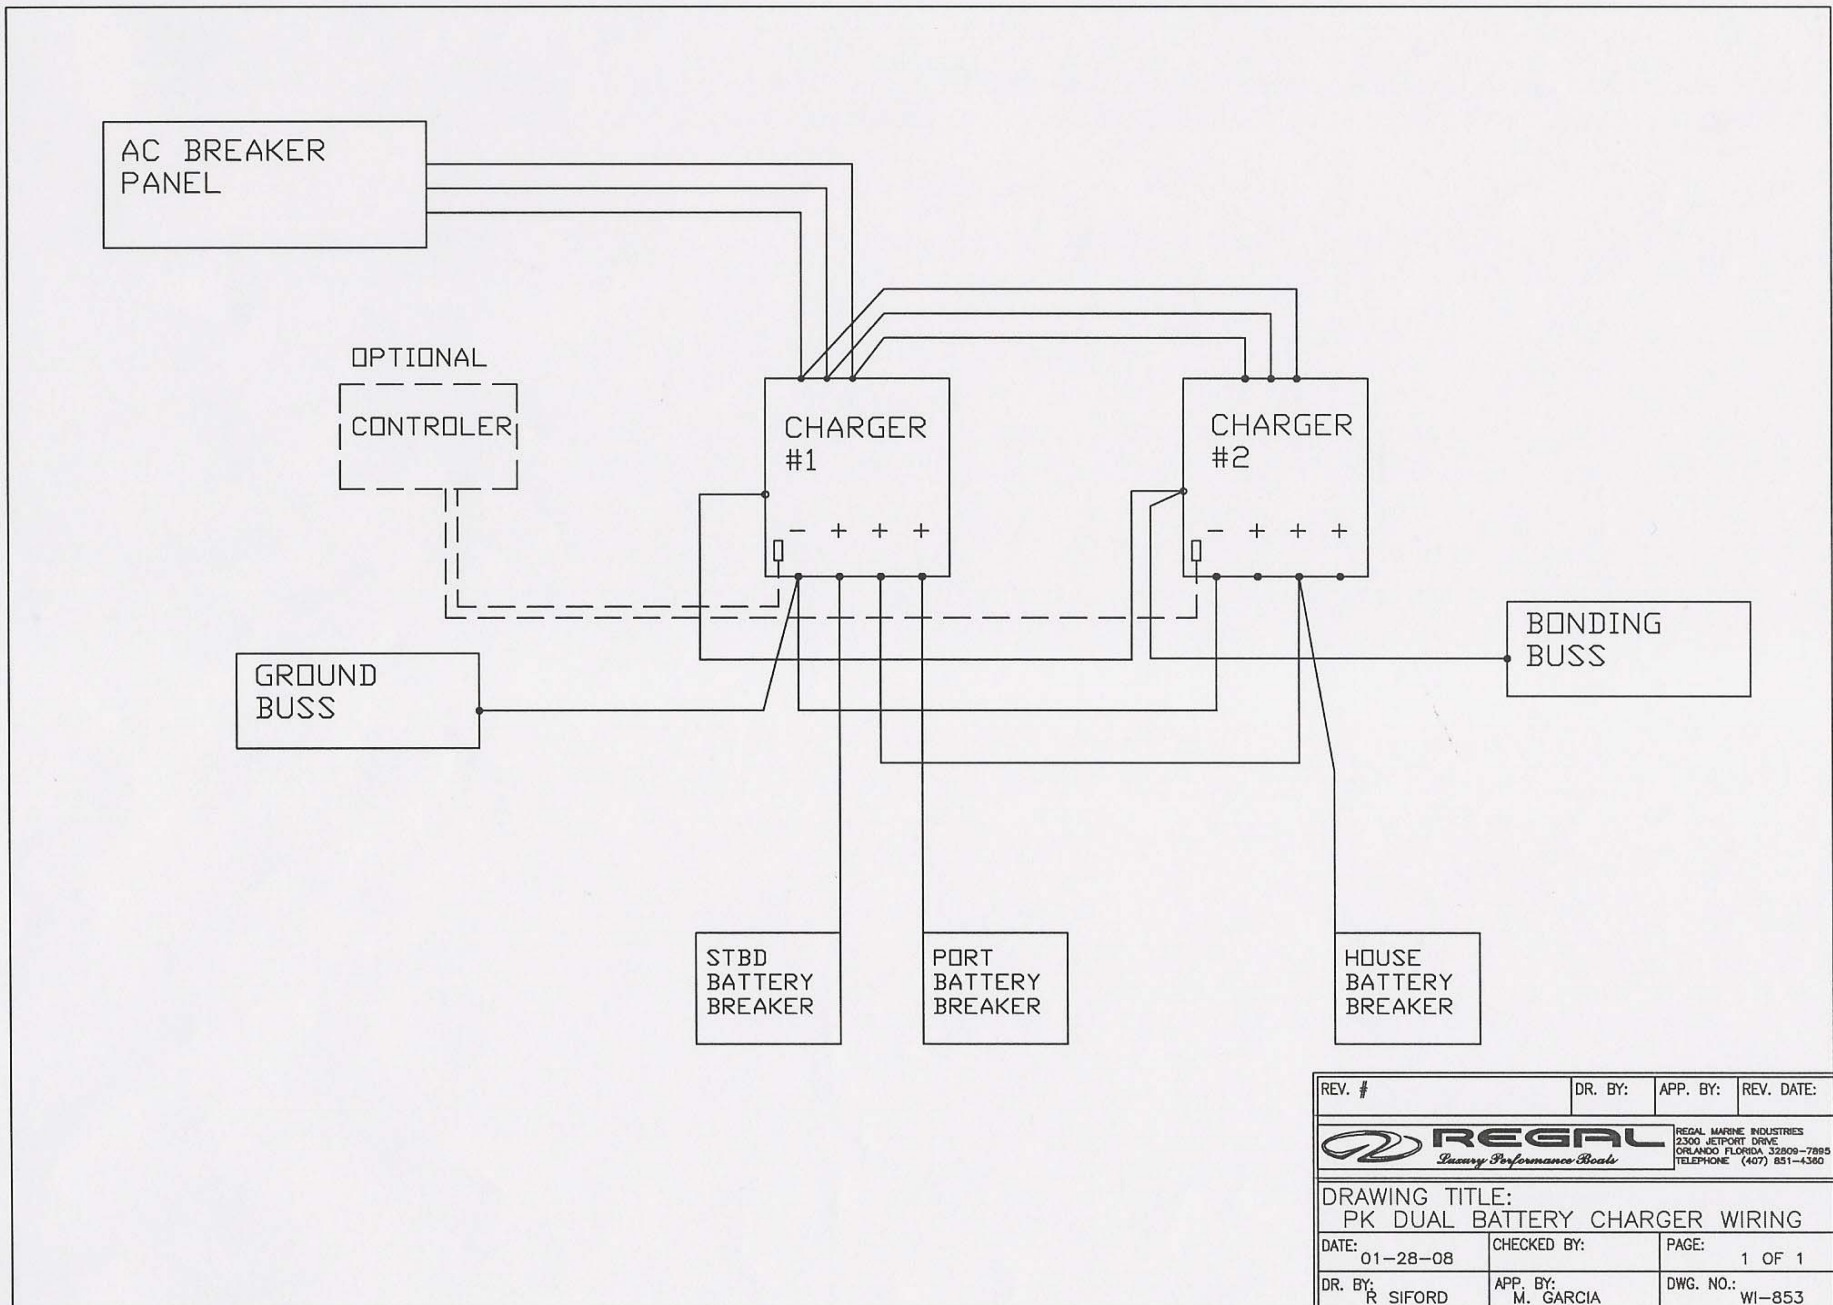 AC BREAKER
PANEL
OPTIONAL
CONTROLER
CHARGER
#1
- + + +
CHARGER
#2
- + + +
GROUND
BUSS
BONDING
BUSS
STBD
BATTERY
BREAKER
PORT
BATTERY
BREAKER
HOUSE
BATTERY
BREAKER
REV. # DR. BY: APP. BY: REV. DATE:
REGAL
Luxury Performance Boats
REGAL MARINE INDUSTRIES
2300 JETPORT DRIVE
ORLANDO FLORIDA 32809-7895
TELEPHONE (407) 851-4360
DRAWING TITLE:
PK DUAL BATTERY CHARGER WIRING
DATE: 01-28-08
CHECKED BY:
PAGE: 1 OF 1
DR. BY: R SIFORD
APP. BY: M. GARCIA
DWG. NO.: WI-853